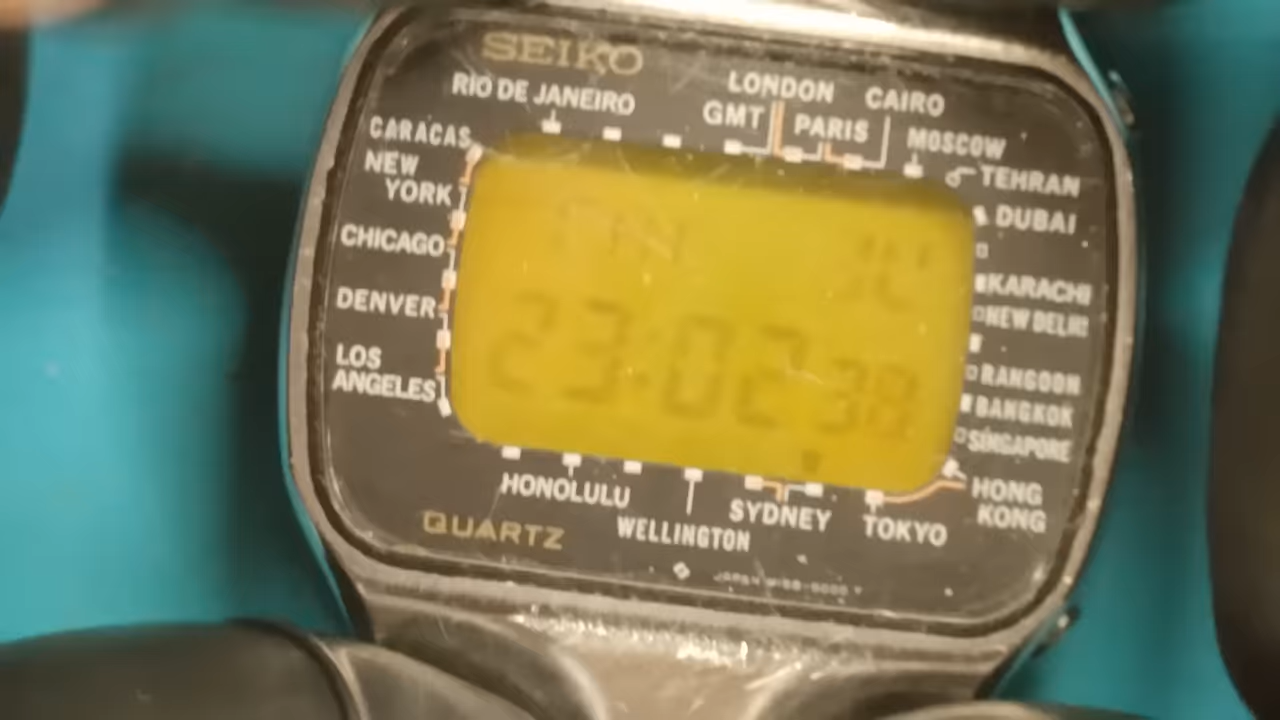 SEIKO
RIO DE JANEIRO
LONDON
CAIRO
GMT
PARIS
MOSCOW
CARACAS
NEW
YORK
TEHRAN
DUBAI
CHICAGO
KARACHI
DENVER
NEW DELHI
23:02 38
LOS
ANGELES
RANGOON
BANGKOK
SINGAPORE
HONOLULU
WELLINGTON
SYDNEY
TOKYO
HONG
KONG
QUARTZ